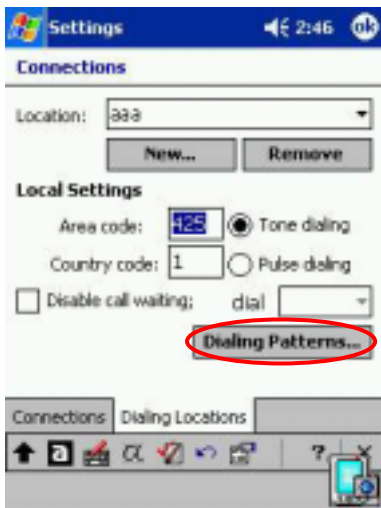 Settings 2:46 ok
Connections
Location: aaa
New... Remove
Local Settings
Area code: 425 Tone dialing
Country code: 1 Pulse dialing
Disable call waiting; dial
Dialing Patterns...
Connections Dialing Locations
a α ?